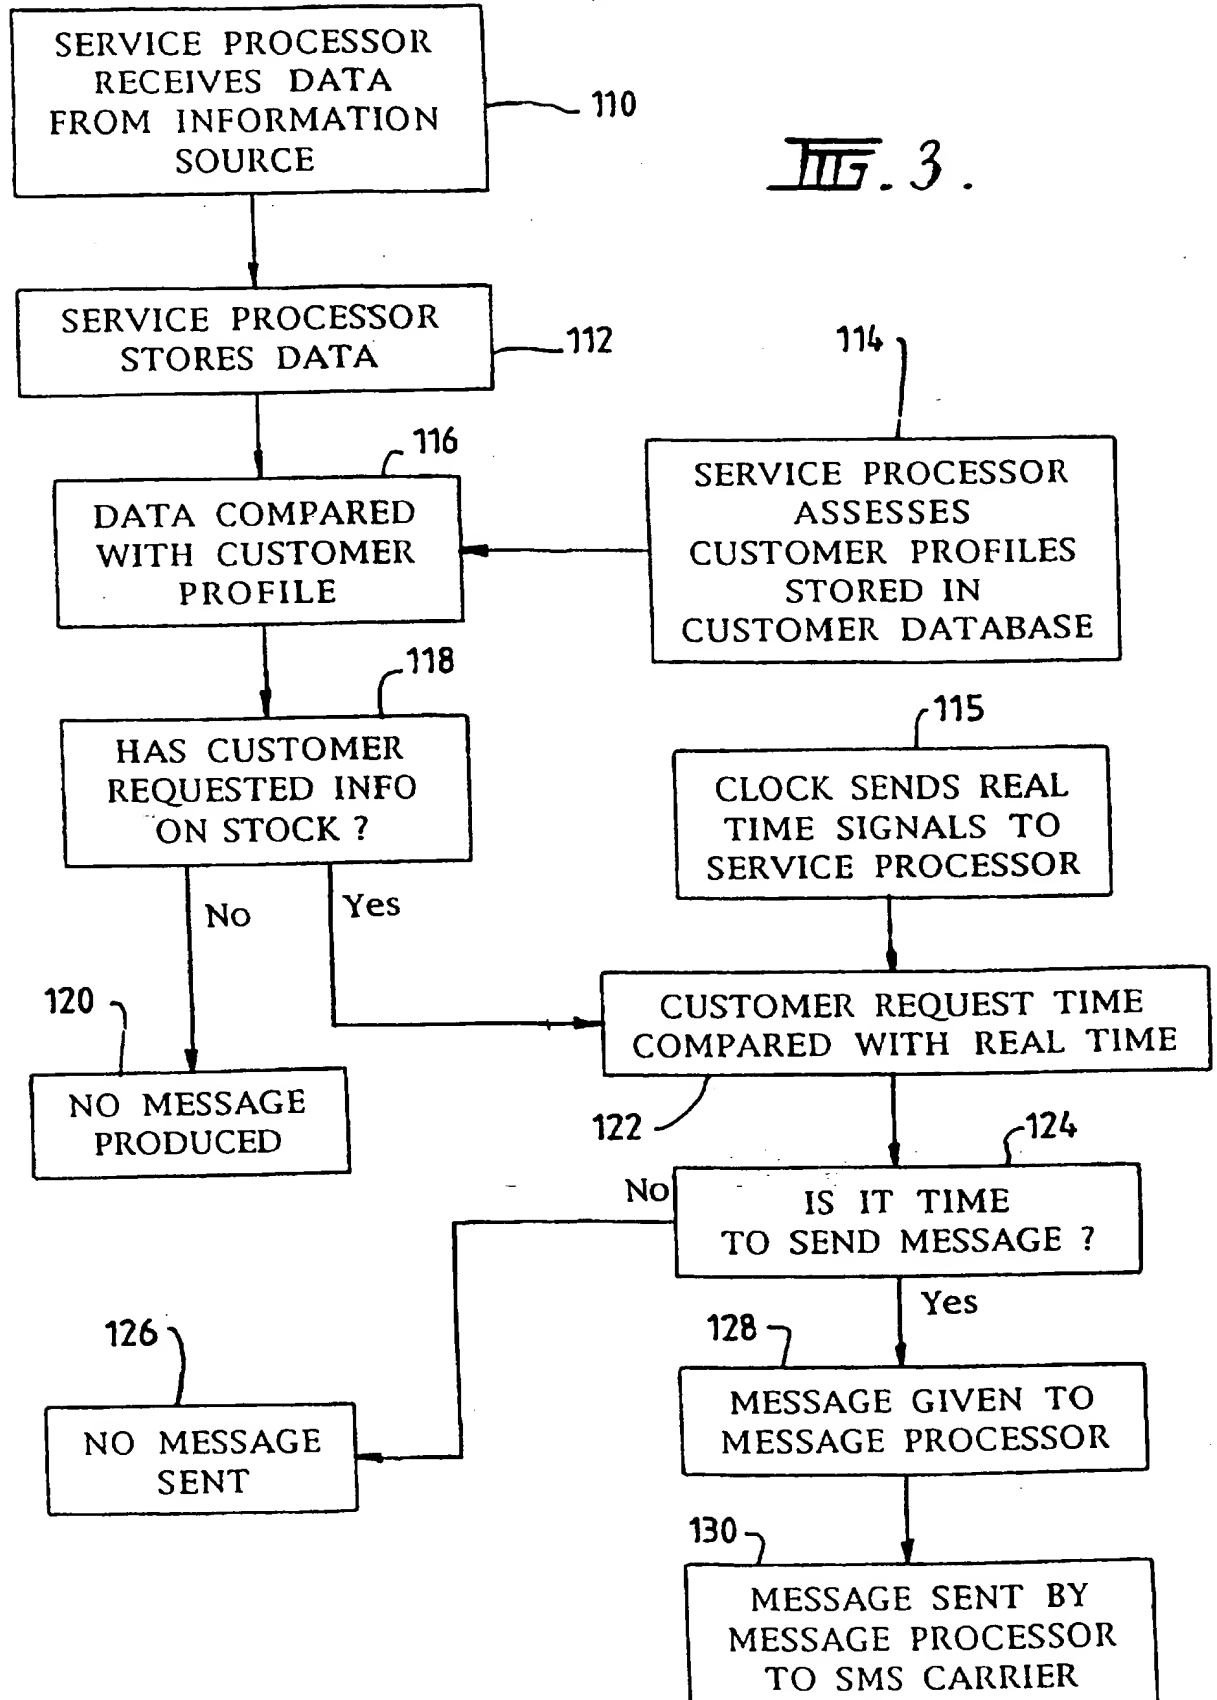 SERVICE PROCESSOR
RECEIVES DATA
FROM INFORMATION
SOURCE
110
FIG. 3.
SERVICE PROCESSOR
STORES DATA
112
114
116
DATA COMPARED
WITH CUSTOMER
PROFILE
SERVICE PROCESSOR
ASSESSES
CUSTOMER PROFILES
STORED IN
CUSTOMER DATABASE
118
HAS CUSTOMER
REQUESTED INFO
ON STOCK ?
115
CLOCK SENDS REAL
TIME SIGNALS TO
SERVICE PROCESSOR
No
Yes
120
NO MESSAGE
PRODUCED
CUSTOMER REQUEST TIME
COMPARED WITH REAL TIME
122
124
No
IS IT TIME
TO SEND MESSAGE ?
Yes
126
NO MESSAGE
SENT
128
MESSAGE GIVEN TO
MESSAGE PROCESSOR
130
MESSAGE SENT BY
MESSAGE PROCESSOR
TO SMS CARRIER